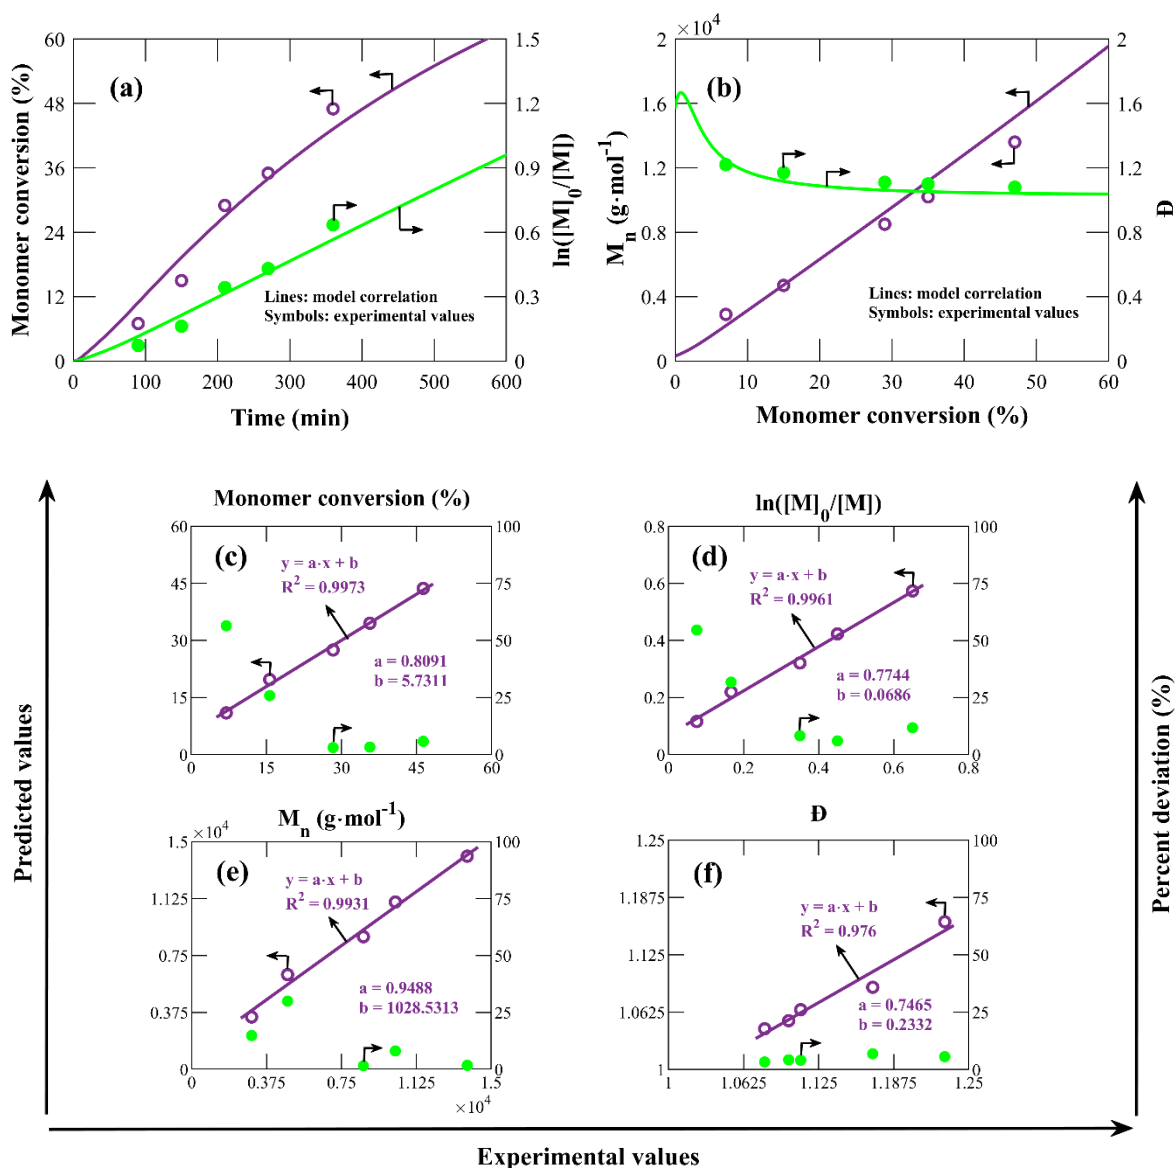 ×10⁴
60
48
36
24
12
0
Monomer conversion (%)
(a)
1.5
1.2
0.9
0.6
0.3
0
ln([M]₀/[M])
Lines: model correlation
Symbols: experimental values
0 100 200 300 400 500 600
Time (min)
2
1.6
1.2
0.8
0.4
0
Mₙ (g·mol⁻¹)
(b)
2
1.6
1.2
0.8
0.4
0
Đ
Lines: model correlation
Symbols: experimental values
0 10 20 30 40 50 60
Monomer conversion (%)
Predicted values
Monomer conversion (%)
60
45
30
15
0
(c)
y = a·x + b
R² = 0.9973
a = 0.8091
b = 5.7311
100
75
50
25
0
0 15 30 45 60
ln([M]₀/[M])
0.8
0.6
0.4
0.2
0
(d)
y = a·x + b
R² = 0.9961
a = 0.7744
b = 0.0686
100
75
50
25
0
0 0.2 0.4 0.6 0.8
Mₙ (g·mol⁻¹)
×10⁴
1.5
1.125
0.75
0.375
0
(e)
y = a·x + b
R² = 0.9931
a = 0.9488
b = 1028.5313
100
75
50
25
0
0 0.375 0.75 1.125 1.5
×10⁴
Đ
1.25
1.1875
1.125
1.0625
1
(f)
y = a·x + b
R² = 0.976
a = 0.7465
b = 0.2332
100
75
50
25
0
1 1.0625 1.125 1.1875 1.25
Percent deviation (%)
Experimental values